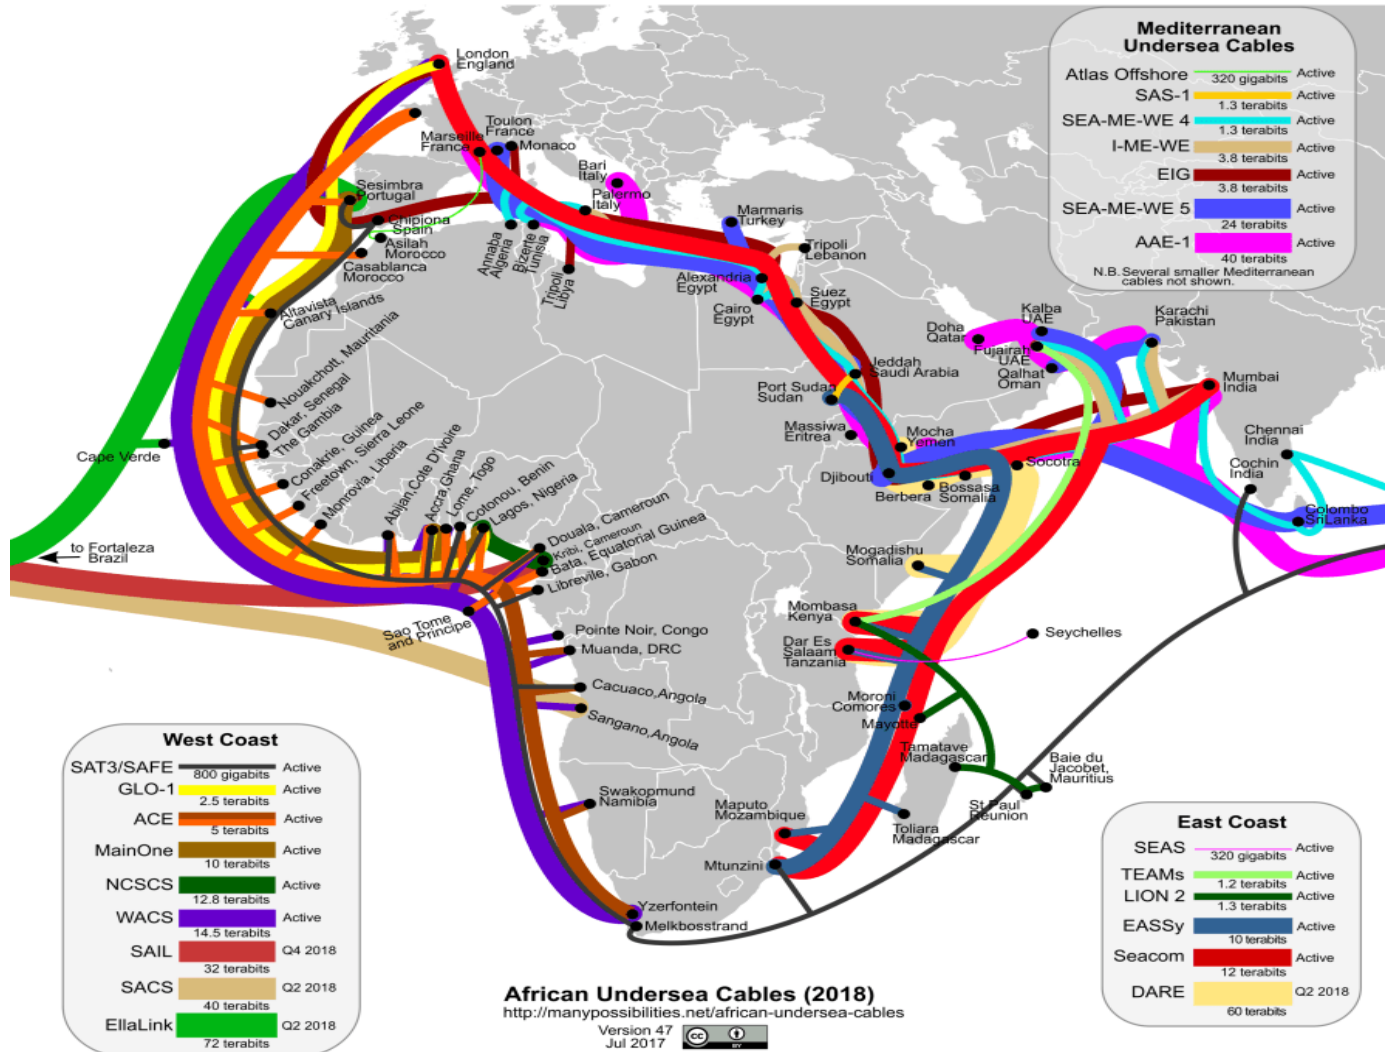 London
England
Toulon
France
Marseille
France
Monaco
Bari
Italy
Palermo
Italy
Sesimbra
Portugal
Chipiona
Spain
Asilah
Morocco
Casablanca
Morocco
Annaba
Algeria
Bizerte
Tunisia
Tripoli
Libya
Marmaris
Turkey
Tripoli
Lebanon
Alexandria
Egypt
Suez
Egypt
Cairo
Egypt
Altavista
Canary Islands
Nouakchott, Mauritania
Dakar, Senegal
The Gambia
Conakrie, Guinea
Freetown, Sierra Leone
Monrovia, Liberia
Abijan,Cote D'Ivoire
Accra,Ghana
Lome, Togo
Cotonou, Benin
Lagos, Nigeria
Douala, Cameroun
Kribi, Cameroun
Bata, Equatorial Guinea
Libreville, Gabon
Cape Verde
to Fortaleza
Brazil
Sao Tome
and Principe
Pointe Noir, Congo
Muanda, DRC
Cacuaco,Angola
Sangano,Angola
Swakopmund
Namibia
Yzerfontein
Melkbosstrand
Doha
Qatar
Kalba
UAE
Fujairah
UAE
Qalhat
Oman
Karachi
Pakistan
Mumbai
India
Chennai
India
Cochin
India
Colombo
SriLanka
Jeddah
Saudi Arabia
Port Sudan
Sudan
Massiwa
Eritrea
Mocha
Yemen
Djibouti
Berbera
Bossasa
Somalia
Socotra
Mogadishu
Somalia
Mombasa
Kenya
Dar Es
Salaam
Tanzania
Seychelles
Moroni
Comores
Mayotte
Tamatave
Madagascar
Baie du
Jacobet,
Mauritius
St Paul
Reunion
Toliara
Madagascar
Maputo
Mozambique
Mtunzini
Mediterranean
Undersea Cables
Atlas Offshore 320 gigabits Active
SAS-1 1.3 terabits Active
SEA-ME-WE 4 1.3 terabits Active
I-ME-WE 3.8 terabits Active
EIG 3.8 terabits Active
SEA-ME-WE 5 24 terabits Active
AAE-1 40 terabits Active
N.B. Several smaller Mediterranean
cables not shown.
West Coast
SAT3/SAFE 800 gigabits Active
GLO-1 2.5 terabits Active
ACE 5 terabits Active
MainOne 10 terabits Active
NCSCS 12.8 terabits Active
WACS 14.5 terabits Active
SAIL 32 terabits Q4 2018
SACS 40 terabits Q2 2018
EllaLink 72 terabits Q2 2018
East Coast
SEAS 320 gigabits Active
TEAMs 1.2 terabits Active
LION 2 1.3 terabits Active
EASSy 10 terabits Active
Seacom 12 terabits Active
DARE 60 terabits Q2 2018
African Undersea Cables (2018)
http://manypossibilities.net/african-undersea-cables
Version 47
Jul 2017
cc BY